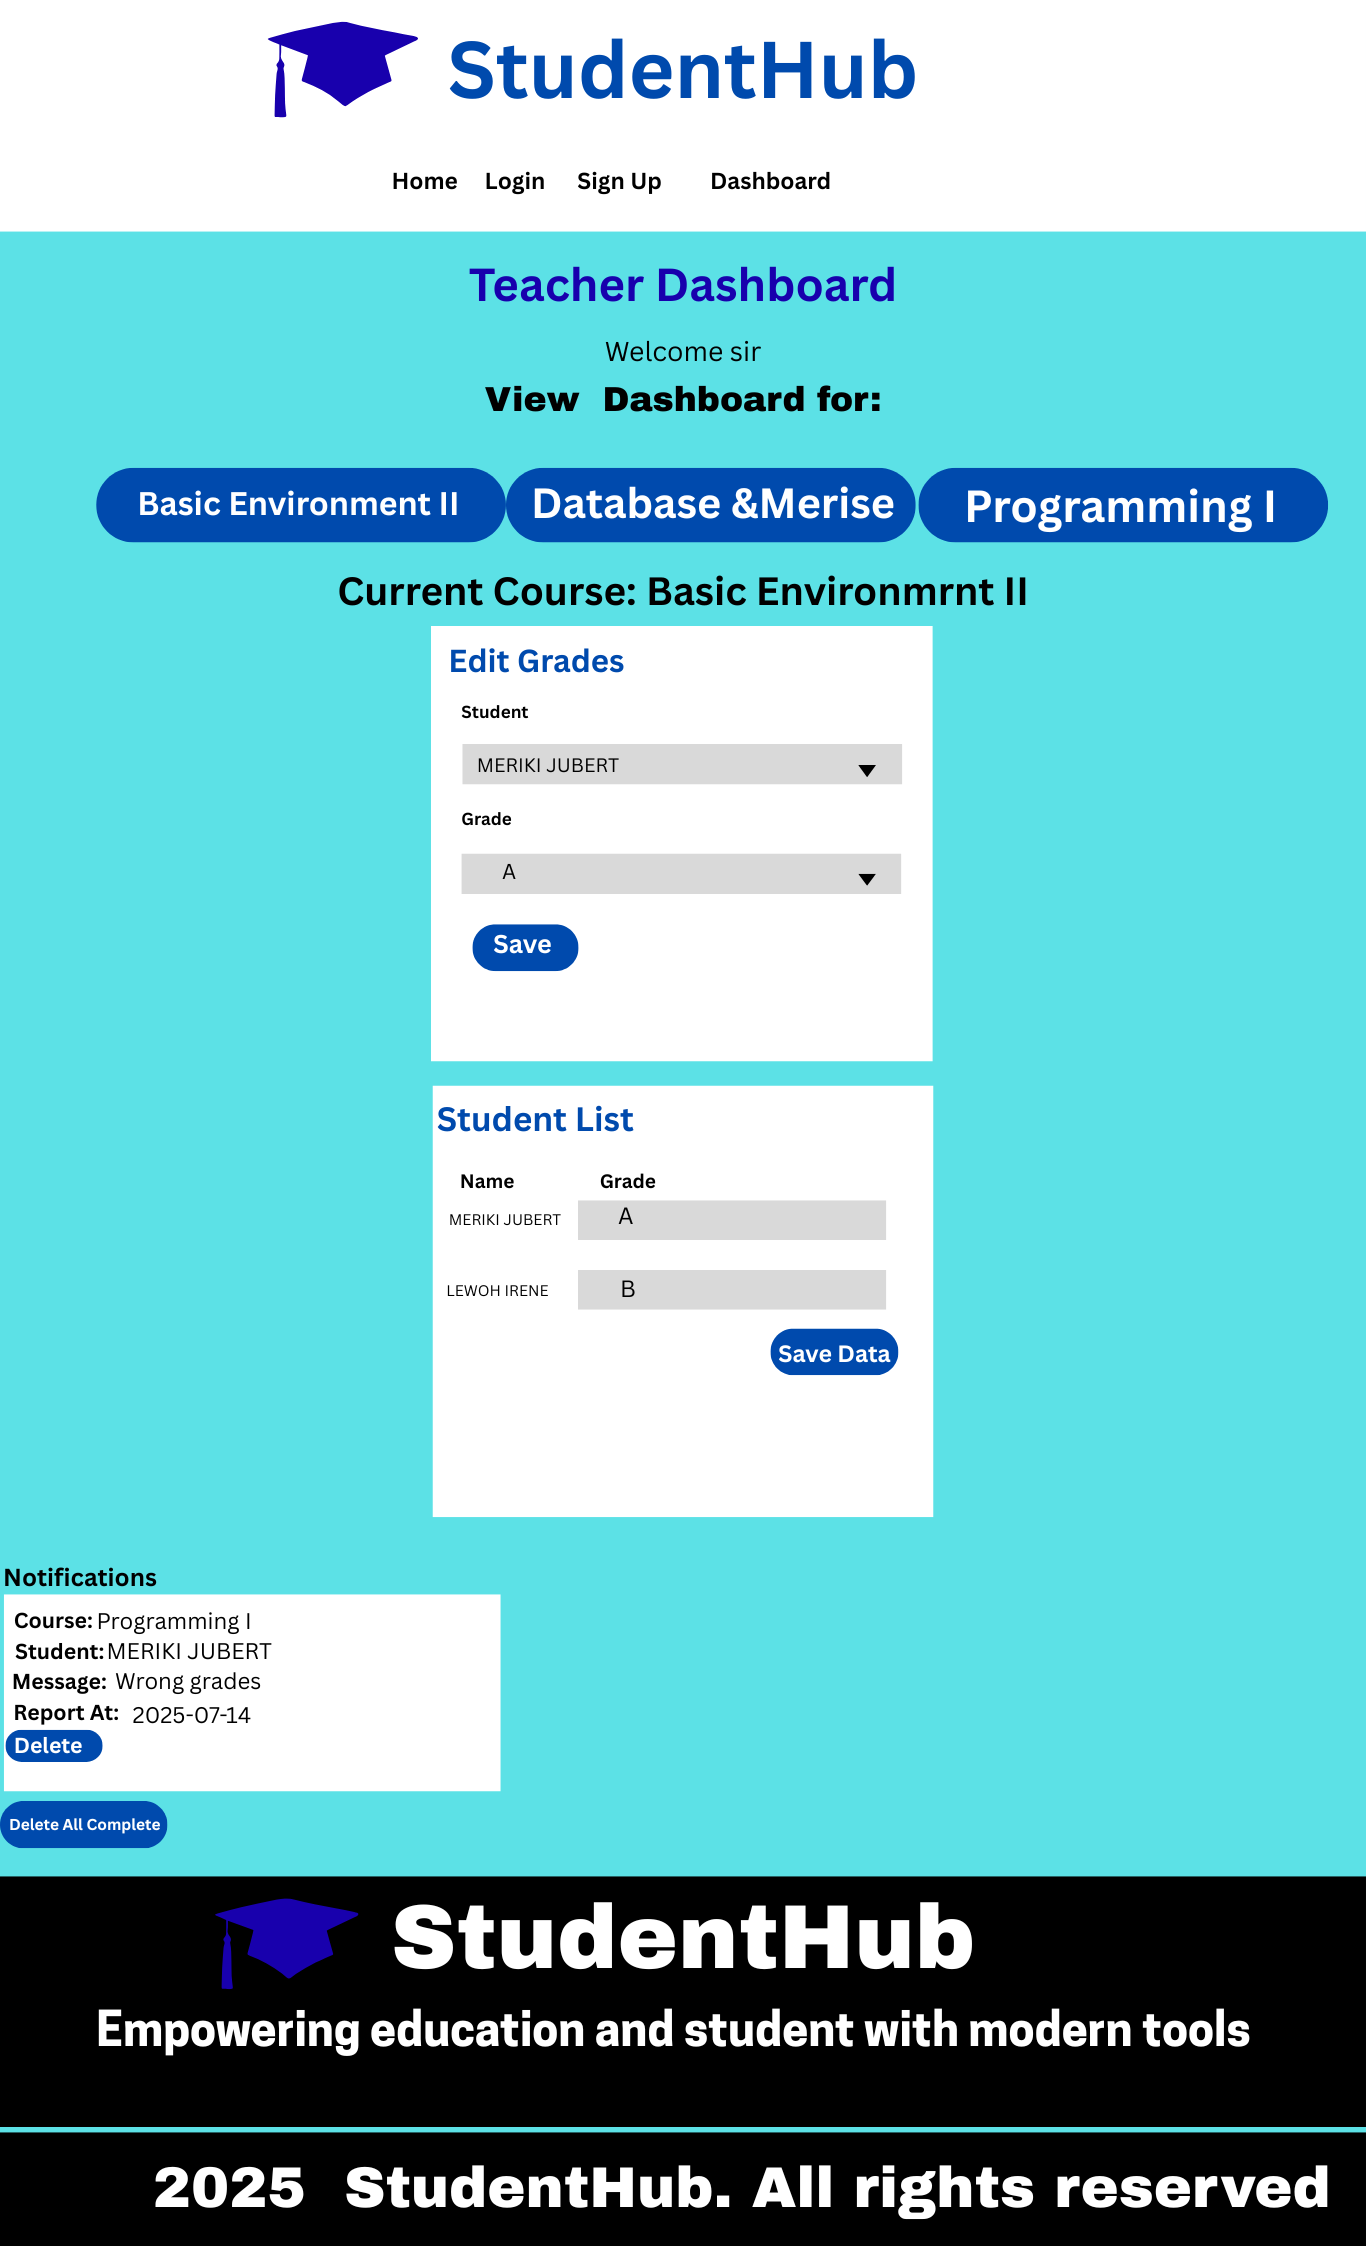 StudentHub
Home Login Sign Up Dashboard
Teacher Dashboard
Welcome sir
View Dashboard for:
Basic Environment II Database &Merise Programming I
Current Course: Basic Environmrnt II
Edit Grades
Student
MERIKI JUBERT
Grade
A
Save
Student List
Name Grade
MERIKI JUBERT A
LEWOH IRENE B
Save Data
Notifications
Course: Programming I
Student: MERIKI JUBERT
Message: Wrong grades
Report At: 2025-07-14
Delete
Delete All Complete
StudentHub
Empowering education and student with modern tools
2025 StudentHub. All rights reserved